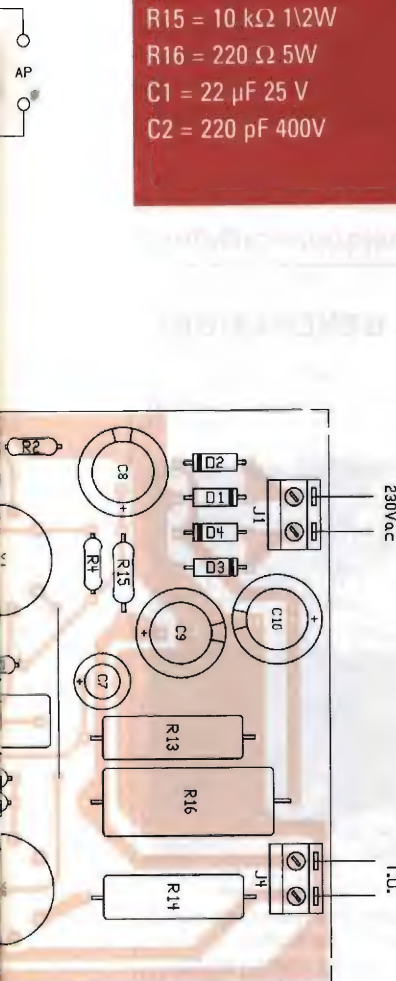 R15 = 10 kΩ 1\2W
R16 = 220 Ω 5W
C1 = 22 µF 25 V
C2 = 220 pF 400V
AP
230Vac
R2
C8
+
D2
D1
D4
D3
J1
R4
R15
C9
+
C10
+
C7
+
R13
R16
R14
J4
T.U.